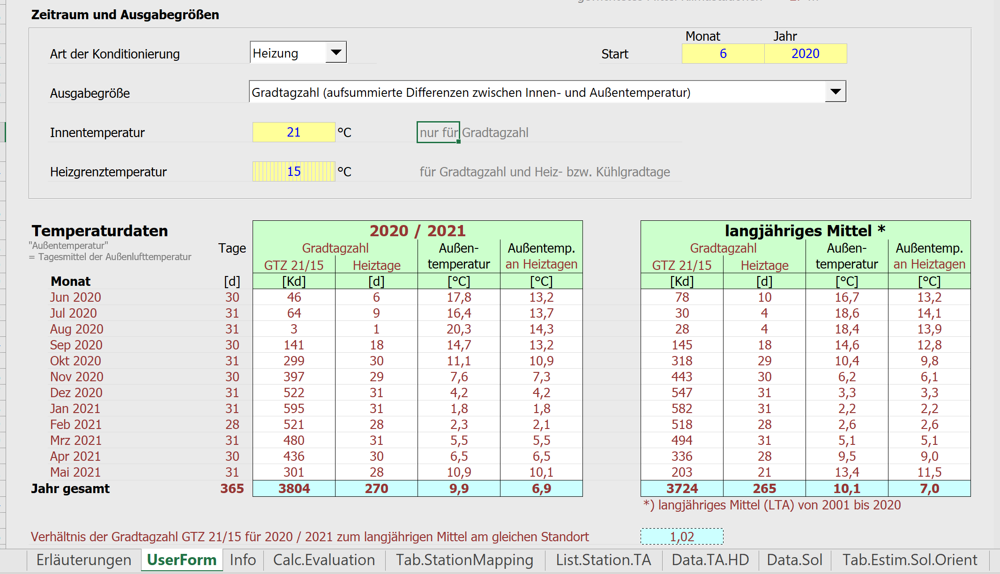 Zeitraum und Ausgabegrößen
Monat Jahr
Art der Konditionierung Heizung Start 6 2020
Ausgabegröße Gradtagzahl (aufsummierte Differenzen zwischen Innen- und Außentemperatur)
Innentemperatur 21 °C nur für Gradtagzahl
Heizgrenztemperatur 15 °C für Gradtagzahl und Heiz- bzw. Kühlgradtage
Temperaturdaten 2020 / 2021 langjähriges Mittel *
"Außentemperatur" Tage Gradtagzahl Außen- Außentemp. Gradtagzahl Außen- Außentemp.
= Tagesmittel der Außenlufttemperatur GTZ 21/15 Heiztage temperatur an Heiztagen GTZ 21/15 Heiztage temperatur an Heiztagen
Monat [d] [Kd] [d] [°C] [°C] [Kd] [d] [°C] [°C]
Jun 2020 30 46 6 17,8 13,2 78 10 16,7 13,2
Jul 2020 31 64 9 16,4 13,7 30 4 18,6 14,1
Aug 2020 31 3 1 20,3 14,3 28 4 18,4 13,9
Sep 2020 30 141 18 14,7 13,2 145 18 14,6 12,8
Okt 2020 31 299 30 11,1 10,9 318 29 10,4 9,8
Nov 2020 30 397 29 7,6 7,3 443 30 6,2 6,1
Dez 2020 31 522 31 4,2 4,2 547 31 3,3 3,3
Jan 2021 31 595 31 1,8 1,8 582 31 2,2 2,2
Feb 2021 28 521 28 2,3 2,1 518 28 2,6 2,6
Mrz 2021 31 480 31 5,5 5,5 494 31 5,1 5,1
Apr 2021 30 436 30 6,5 6,5 336 28 9,5 9,0
Mai 2021 31 301 28 10,9 10,1 203 21 13,4 11,5
Jahr gesamt 365 3804 270 9,9 6,9 3724 265 10,1 7,0
*) langjähriges Mittel (LTA) von 2001 bis 2020
Verhältnis der Gradtagzahl GTZ 21/15 für 2020 / 2021 zum langjährigen Mittel am gleichen Standort 1,02
Erläuterungen UserForm Info Calc.Evaluation Tab.StationMapping List.Station.TA Data.TA.HD Data.Sol Tab.Estim.Sol.Orient